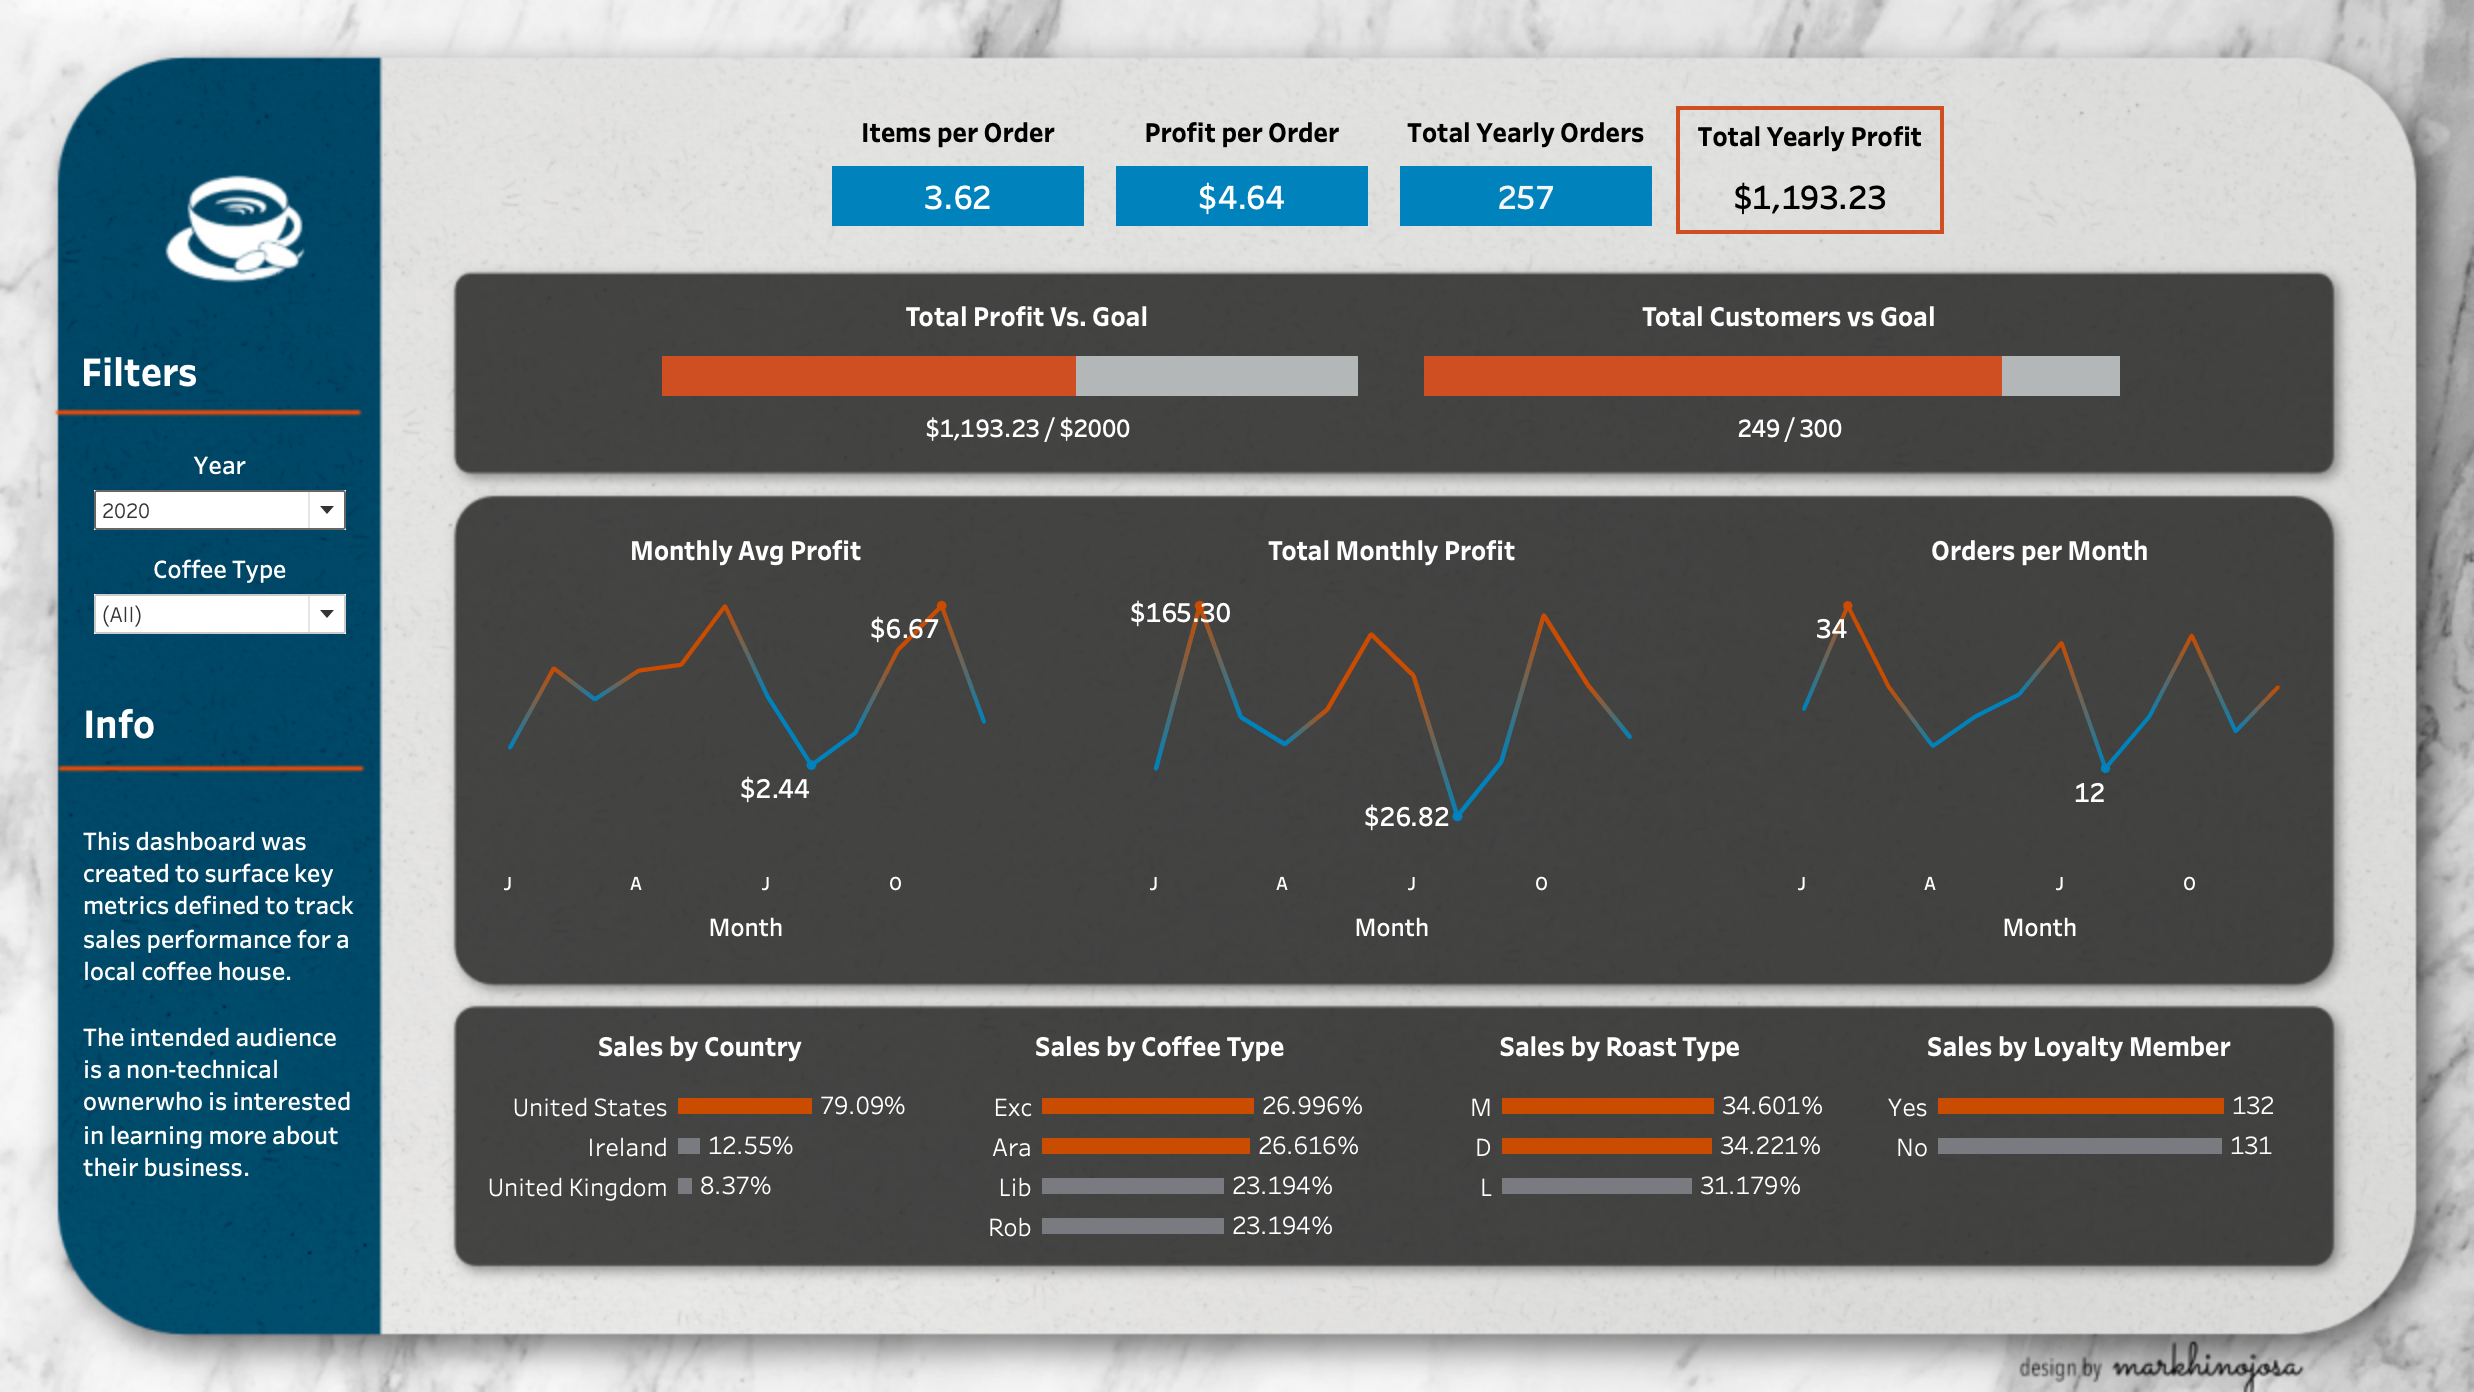 Items per Order
Profit per Order
Total Yearly Orders
Total Yearly Profit
3.62
$4.64
257
$1,193.23
Filters
Year
2020
Coffee Type
(All)
Info
This dashboard was
created to surface key
metrics defined to track
sales performance for a
local coffee house.
The intended audience
is a non-technical
ownerwho is interested
in learning more about
their business.
Total Profit Vs. Goal
$1,193.23 / $2000
Total Customers vs Goal
249 / 300
Monthly Avg Profit
$6.67
$2.44
J A J O
Month
Total Monthly Profit
$165.30
$26.82
J A J O
Month
Orders per Month
34
12
J A J O
Month
Sales by Country
United States 79.09%
Ireland 12.55%
United Kingdom 8.37%
Sales by Coffee Type
Exc 26.996%
Ara 26.616%
Lib 23.194%
Rob 23.194%
Sales by Roast Type
M 34.601%
D 34.221%
L 31.179%
Sales by Loyalty Member
Yes 132
No 131
design by markhinojosa